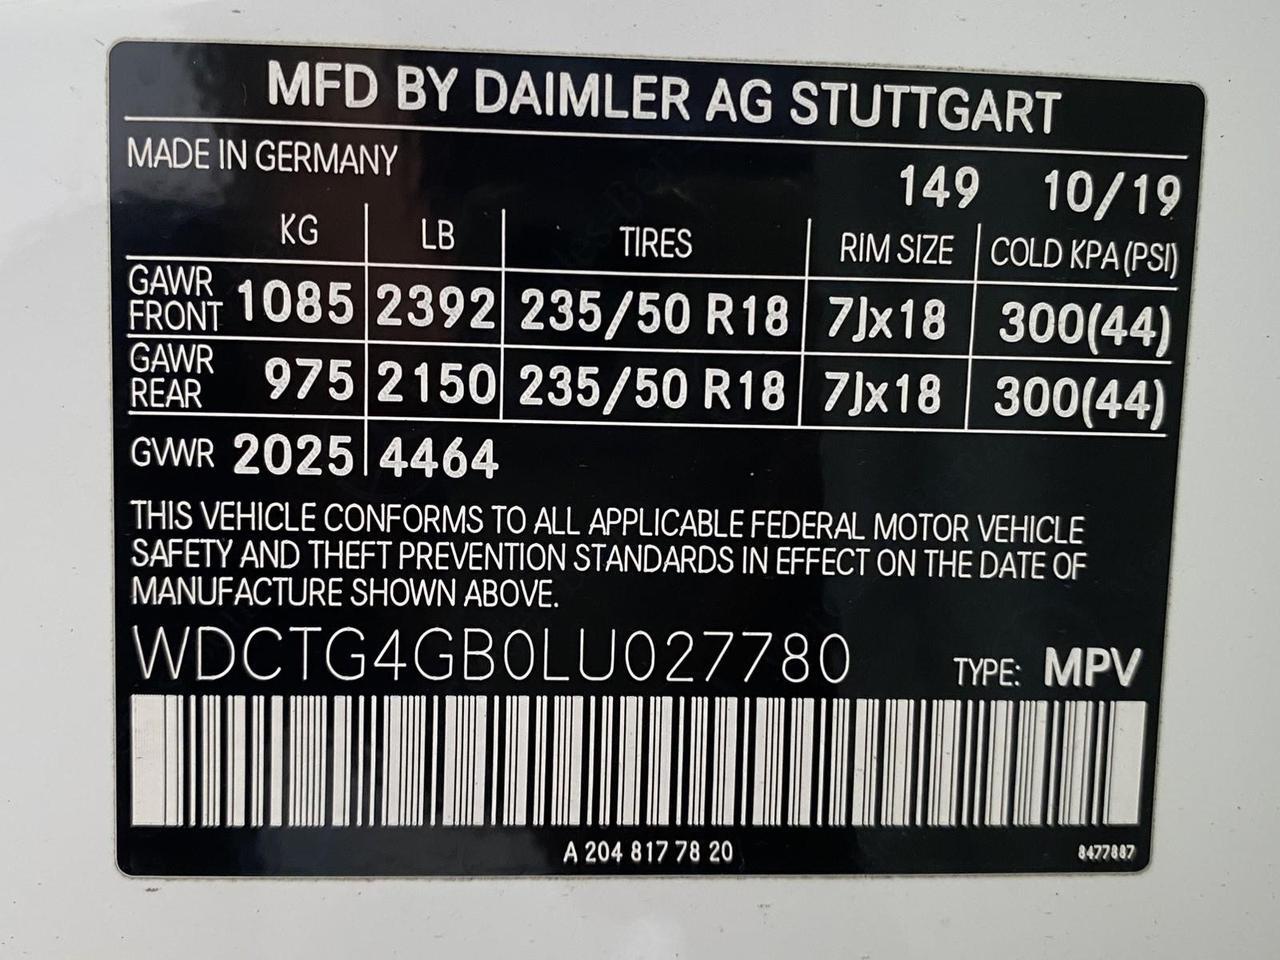 MFD BY DAIMLER AG STUTTGART
MADE IN GERMANY
149 10/19
KG LB TIRES RIM SIZE COLD KPA (PSI)
GAWR FRONT 1085 2392 235/50 R18 7Jx18 300(44)
GAWR REAR 975 2150 235/50 R18 7Jx18 300(44)
GVWR 2025 4464
THIS VEHICLE CONFORMS TO ALL APPLICABLE FEDERAL MOTOR VEHICLE
SAFETY AND THEFT PREVENTION STANDARDS IN EFFECT ON THE DATE OF
MANUFACTURE SHOWN ABOVE.
WDCTG4GB0LU027780 TYPE: MPV
A 204 817 78 20 8477887